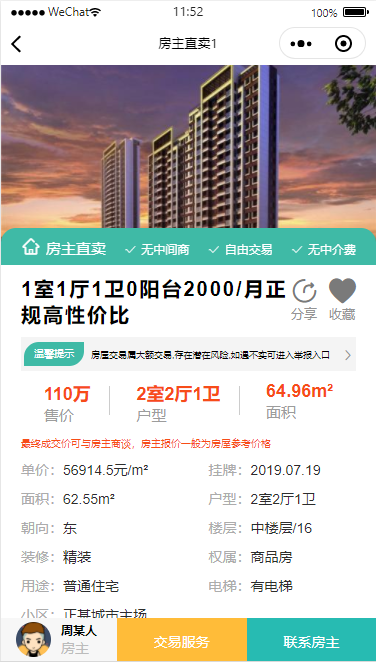 WeChat 11:52 100%
房主直卖1
房主直卖 无中间商 自由交易 无中介费
1室1厅1卫0阳台2000/月正规高性价比
分享 收藏
温馨提示 房屋交易属大额交易,存在潜在风险,如遇不实可进入举报入口
110万 2室2厅1卫 64.96m²
售价 户型 面积
最终成交价可与房主商谈，房主报价一般为房屋参考价格
单价：56914.5元/m² 挂牌：2019.07.19
面积：62.55m² 户型：2室2厅1卫
朝向：东 楼层：中楼层/16
装修：精装 权属：商品房
用途：普通住宅 电梯：有电梯
小区：正基城市主场
周某人
房主
交易服务 联系房主